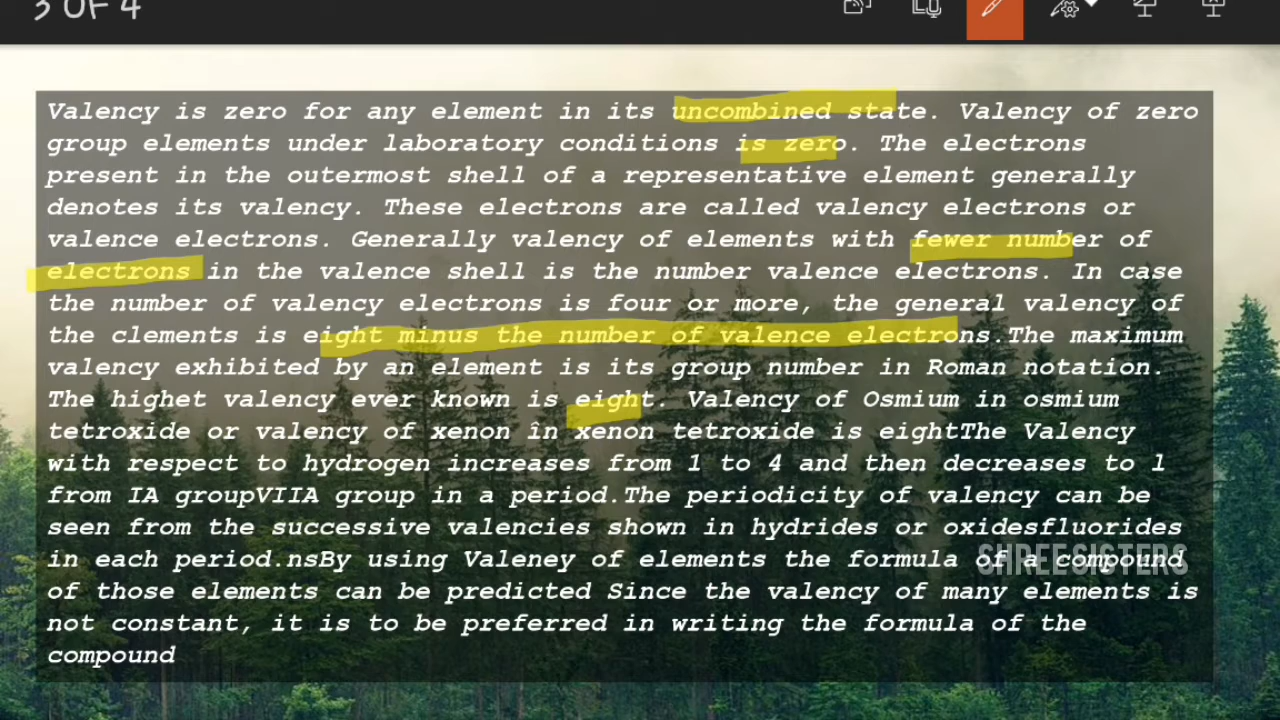 3 OF 4
Valency is zero for any element in its uncombined state. Valency of zero
group elements under laboratory conditions is zero. The electrons
present in the outermost shell of a representative element generally
denotes its valency. These electrons are called valency electrons or
valence electrons. Generally valency of elements with fewer number of
electrons in the valence shell is the number valence electrons. In case
the number of valency electrons is four or more, the general valency of
the clements is eight minus the number of valence electrons.The maximum
valency exhibited by an element is its group number in Roman notation.
The highet valency ever known is eight. Valency of Osmium in osmium
tetroxide or valency of xenon în xenon tetroxide is eightThe Valency
with respect to hydrogen increases from 1 to 4 and then decreases to l
from IA groupVIIA group in a period.The periodicity of valency can be
seen from the successive valencies shown in hydrides or oxidesfluorides
in each period.nsBy using Valeney of elements the formula of a compound
SHREESISTERS
of those elements can be predicted Since the valency of many elements is
not constant, it is to be preferred in writing the formula of the
compound